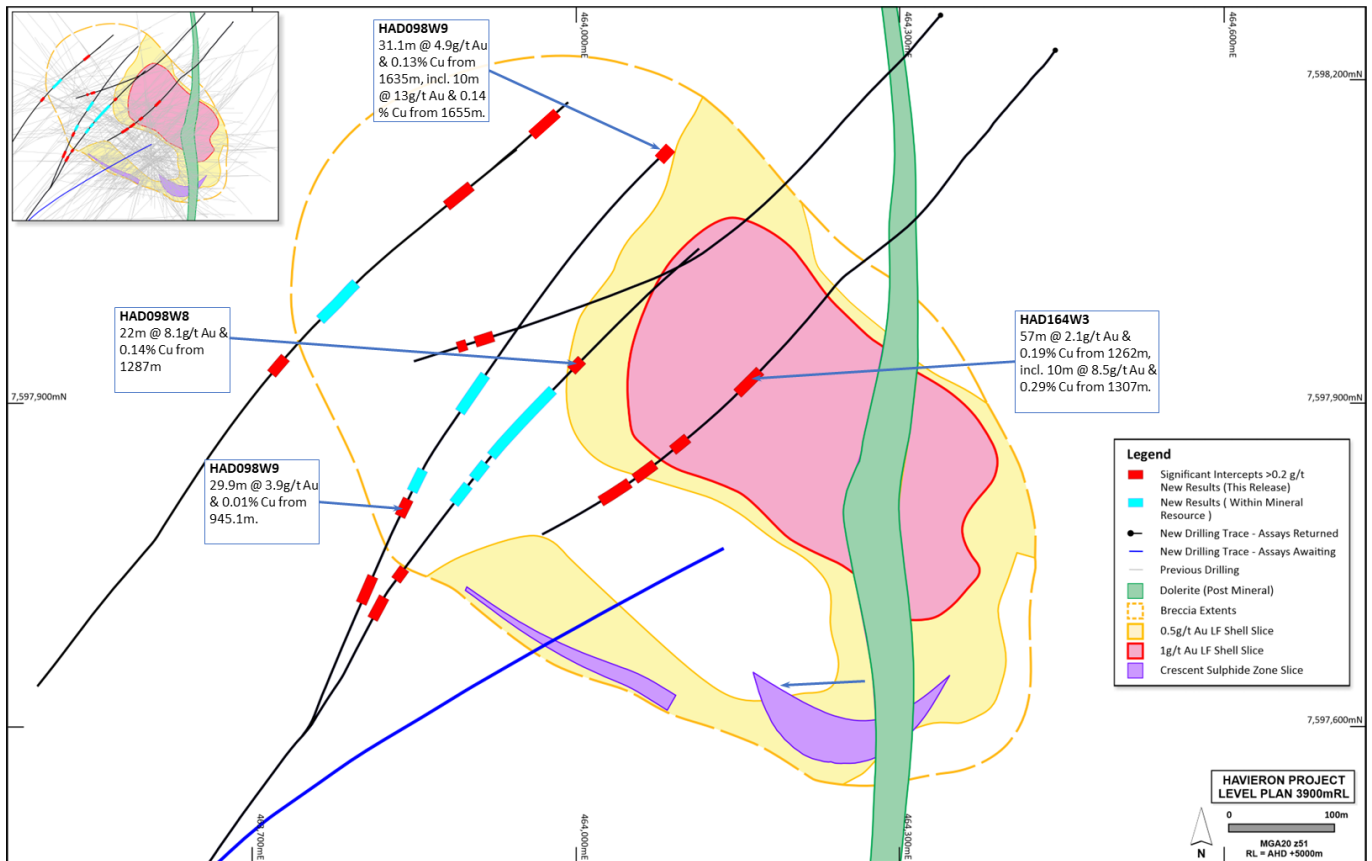 HAD098W9
31.1m @ 4.9g/t Au
& 0.13% Cu from
1635m, incl. 10m
@ 13g/t Au & 0.14
% Cu from 1655m.
464,000mE
464,300mE
464,600mE
7,598,200mN
HAD098W8
22m @ 8.1g/t Au &
0.14% Cu from
1287m
HAD164W3
57m @ 2.1g/t Au &
0.19% Cu from 1262m,
incl. 10m @ 8.5g/t Au &
0.29% Cu from 1307m.
7,597,900mN
7,597,900mN
HAD098W9
29.9m @ 3.9g/t Au
& 0.01% Cu from
945.1m.
Legend
Significant Intercepts >0.2 g/t
New Results (This Release)
New Results ( Within Mineral
Resource )
New Drilling Trace - Assays Returned
New Drilling Trace - Assays Awaiting
Previous Drilling
Dolerite (Post Mineral)
Breccia Extents
0.5g/t Au LF Shell Slice
1g/t Au LF Shell Slice
Crescent Sulphide Zone Slice
7,597,600mN
HAVIERON PROJECT
LEVEL PLAN 3900mRL
0 100m
MGA20 z51
RL = AHD +5000m
N
464,000mE
464,300mE